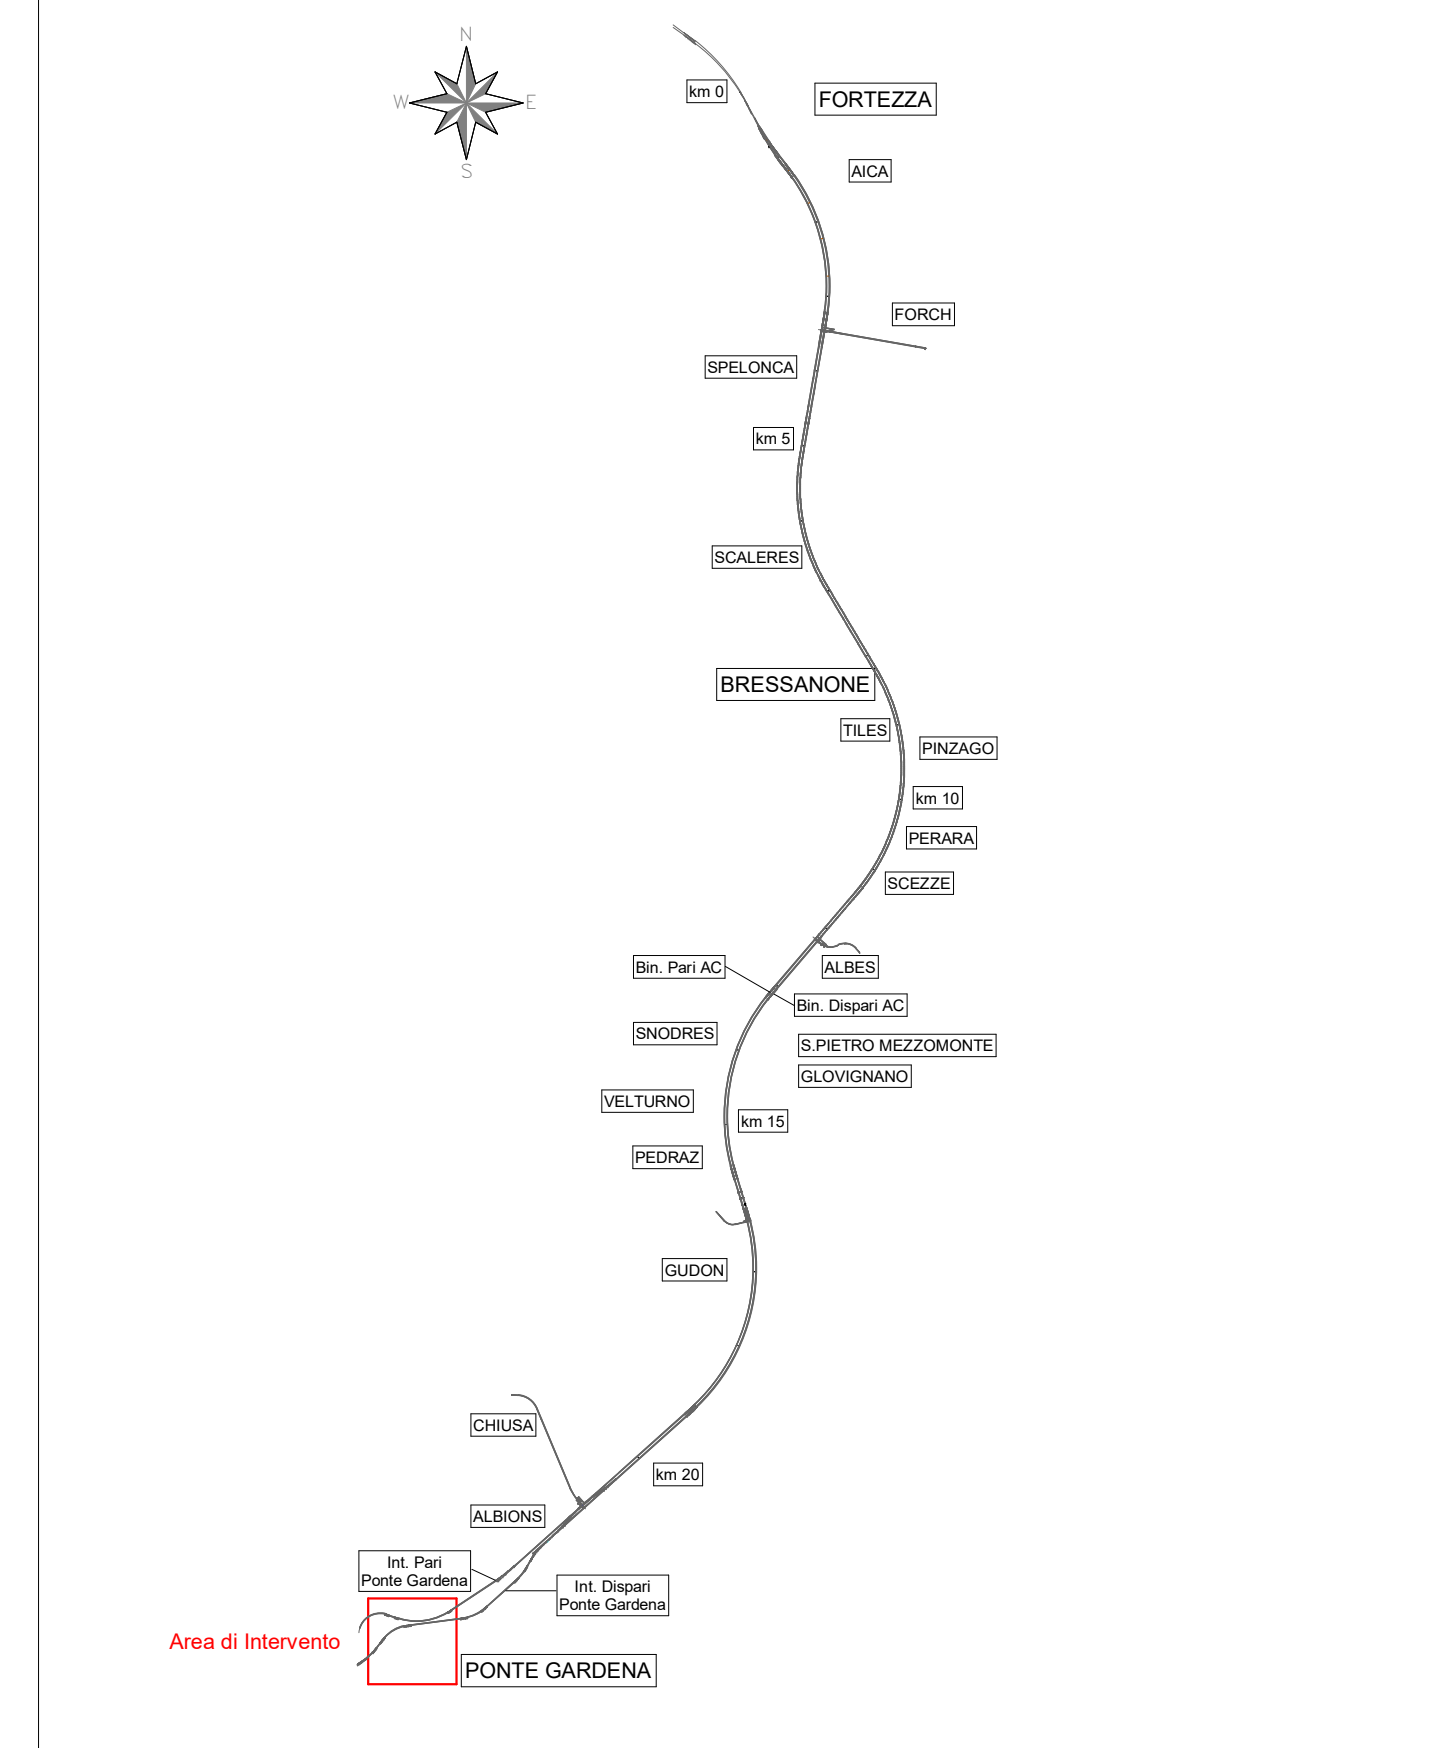 N
km 0
FORTEZZA
W
E
S
AICA
FORCH
SPELONCA
km 5
SCALERES
BRESSANONE
TILES
PINZAGO
km 10
PERARA
SCEZZE
Bin. Pari AC
ALBES
Bin. Dispari AC
SNODRES
S.PIETRO MEZZOMONTE
GLOVIGNANO
VELTURNO
km 15
PEDRAZ
GUDON
CHIUSA
km 20
ALBIONS
Int. Pari
Ponte Gardena
Int. Dispari
Ponte Gardena
Area di Intervento
PONTE GARDENA